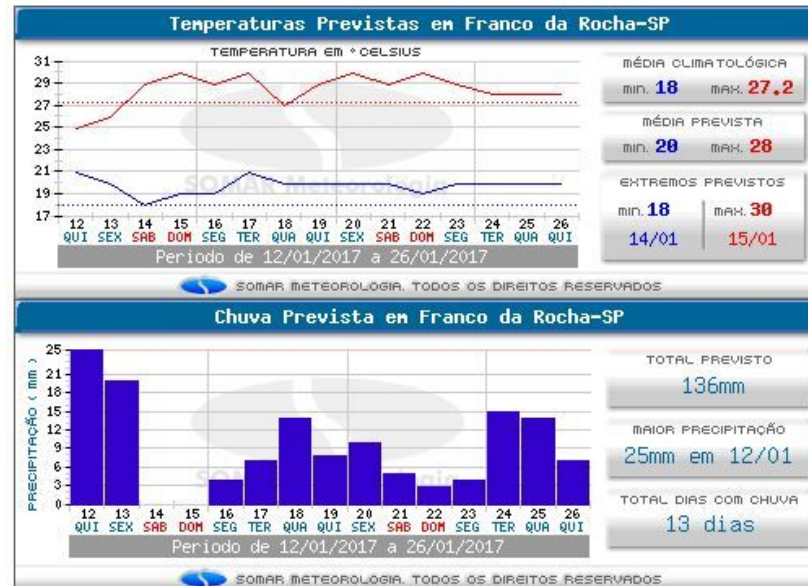 Temperaturas Previstas em Franco da Rocha-SP
TEMPERATURA EM °CELSIUS
31
29
27
25
23
21
19
17
SOMAR Meteorologia
12 13 14 15 16 17 18 19 20 21 22 23 24 25 26
QUI SEX SAB DOM SEG TER QUA QUI SEX SAB DOM SEG TER QUA QUI
Periodo de 12/01/2017 a 26/01/2017
MÉDIA CLIMATOLÓGICA
min. 18 max. 27.2
MÉDIA PREVISTA
min. 20 max. 28
EXTREMOS PREVISTOS
min. 18 max. 30
14/01 15/01
SOMAR METEOROLOGIA. TODOS OS DIREITOS RESERVADOS
Chuva Prevista em Franco da Rocha-SP
PRECIPITAÇÃO ( mm )
25
21
18
15
12
9
6
3
0
SOMAR Meteorologia
12 13 14 15 16 17 18 19 20 21 22 23 24 25 26
QUI SEX SAB DOM SEG TER QUA QUI SEX SAB DOM SEG TER QUA QUI
Periodo de 12/01/2017 a 26/01/2017
TOTAL PREVISTO
136mm
MAIOR PRECIPITAÇÃO
25mm em 12/01
TOTAL DIAS COM CHUVA
13 dias
SOMAR METEOROLOGIA. TODOS OS DIREITOS RESERVADOS